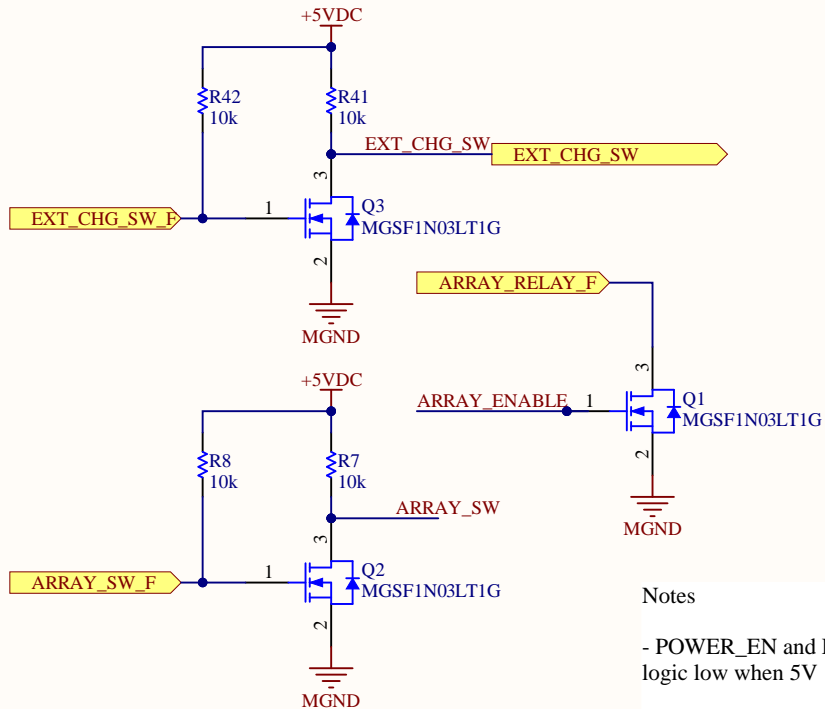 +5VDC
R42
10k
R41
10k
EXT_CHG_SW
EXT_CHG_SW
3
EXT_CHG_SW_F
1
Q3
MGSF1N03LT1G
2
MGND
ARRAY_RELAY_F
3
ARRAY_ENABLE
1
Q1
MGSF1N03LT1G
2
MGND
+5VDC
R8
10k
R7
10k
ARRAY_SW
3
ARRAY_SW_F
1
Q2
MGSF1N03LT1G
2
MGND
Notes
- POWER_EN and
logic low when 5V